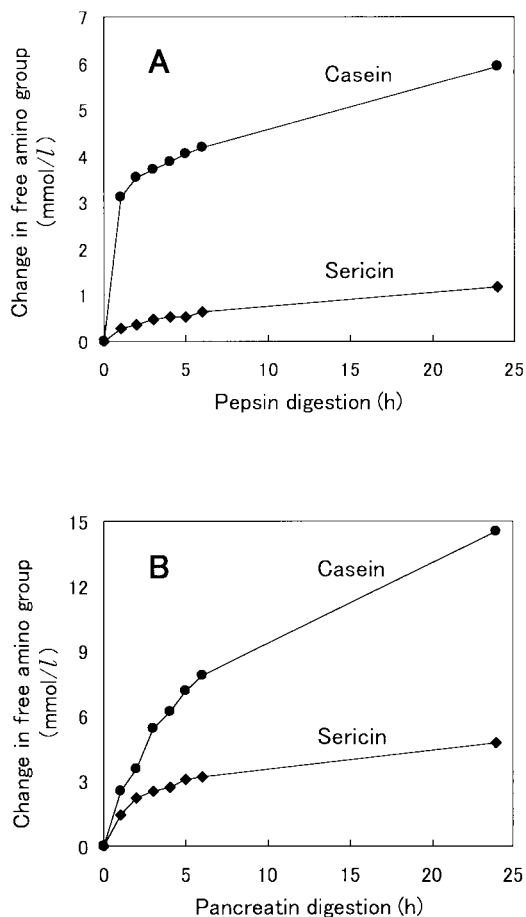 A
Change in free amino group
(mmol/l)
7
6
5
4
3
2
1
0
Casein
Sericin
0 5 10 15 20 25
Pepsin digestion (h)
B
Change in free amino group
(mmol/l)
15
12
9
6
3
0
Casein
Sericin
0 5 10 15 20 25
Pancreatin digestion (h)